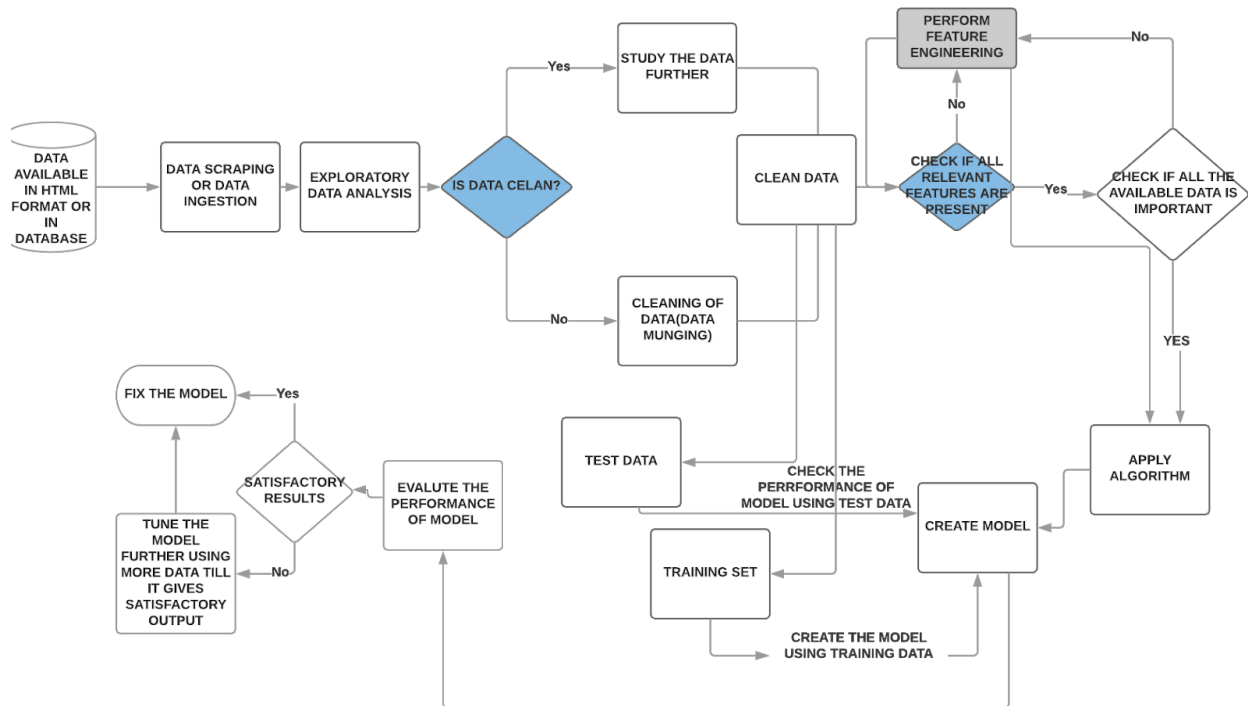 DATA
AVAILABLE
IN HTML
FORMAT OR
IN
DATABASE
DATA SCRAPING
OR DATA
INGESTION
EXPLORATORY
DATA ANALYSIS
IS DATA CELAN?
Yes
No
STUDY THE DATA
FURTHER
CLEANING OF
DATA(DATA
MUNGING)
CLEAN DATA
PERFORM
FEATURE
ENGINEERING
No
No
CHECK IF ALL
RELEVANT
FEATURES ARE
PRESENT
Yes
CHECK IF ALL THE
AVAILABLE DATA IS
IMPORTANT
YES
APPLY
ALGORITHM
TEST DATA
CHECK THE
PERRFORMANCE OF
MODEL USING TEST DATA
CREATE MODEL
TRAINING SET
CREATE THE MODEL
USING TRAINING DATA
EVALUTE THE
PERFORMANCE
OF MODEL
SATISFACTORY
RESULTS
Yes
No
FIX THE MODEL
TUNE THE
MODEL
FURTHER USING
MORE DATA TILL
IT GIVES
SATISFACTORY
OUTPUT